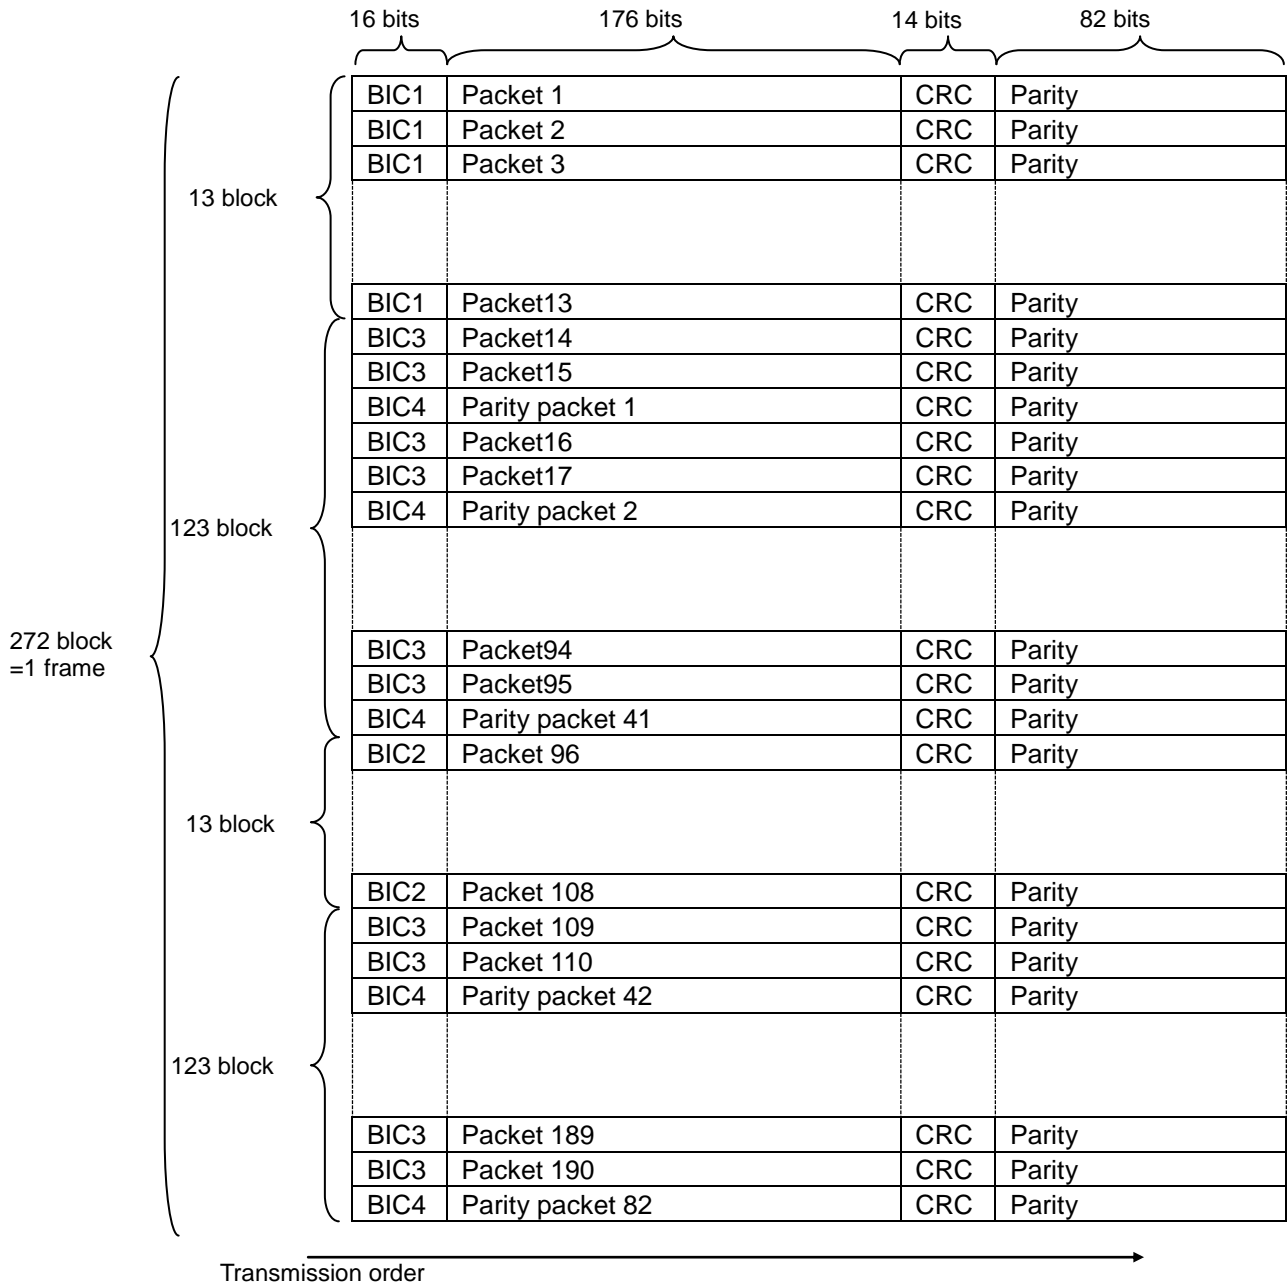 16 bits 176 bits 14 bits 82 bits
BIC1 Packet 1 CRC Parity
BIC1 Packet 2 CRC Parity
BIC1 Packet 3 CRC Parity
13 block
BIC1 Packet13 CRC Parity
BIC3 Packet14 CRC Parity
BIC3 Packet15 CRC Parity
BIC4 Parity packet 1 CRC Parity
BIC3 Packet16 CRC Parity
BIC3 Packet17 CRC Parity
BIC4 Parity packet 2 CRC Parity
123 block
272 block
=1 frame
BIC3 Packet94 CRC Parity
BIC3 Packet95 CRC Parity
BIC4 Parity packet 41 CRC Parity
BIC2 Packet 96 CRC Parity
13 block
BIC2 Packet 108 CRC Parity
BIC3 Packet 109 CRC Parity
BIC3 Packet 110 CRC Parity
BIC4 Parity packet 42 CRC Parity
123 block
BIC3 Packet 189 CRC Parity
BIC3 Packet 190 CRC Parity
BIC4 Parity packet 82 CRC Parity
Transmission order